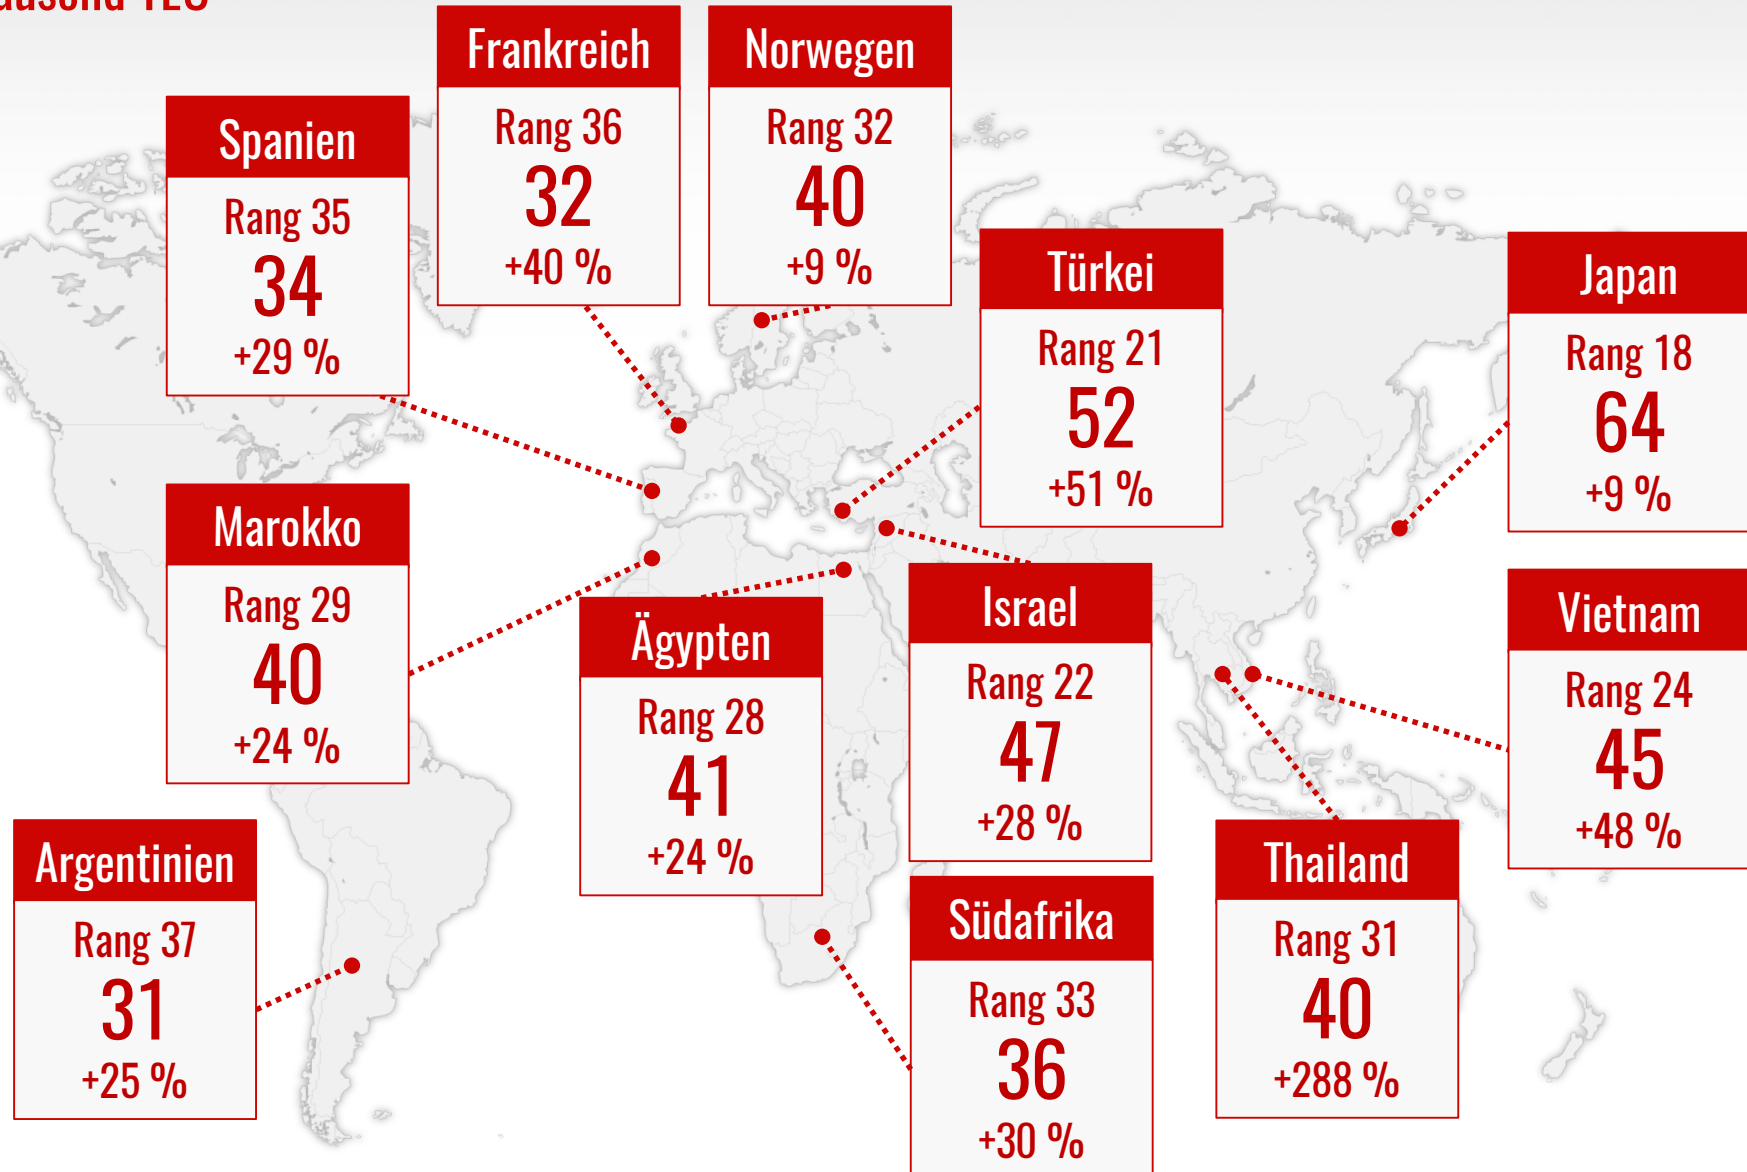 TEU
Frankreich
Rang 36
32
+40 %
Norwegen
Rang 32
40
+9 %
Spanien
Rang 35
34
+29 %
Türkei
Rang 21
52
+51 %
Japan
Rang 18
64
+9 %
Marokko
Rang 29
40
+24 %
Ägypten
Rang 28
41
+24 %
Israel
Rang 22
47
+28 %
Vietnam
Rang 24
45
+48 %
Argentinien
Rang 37
31
+25 %
Südafrika
Rang 33
36
+30 %
Thailand
Rang 31
40
+288 %